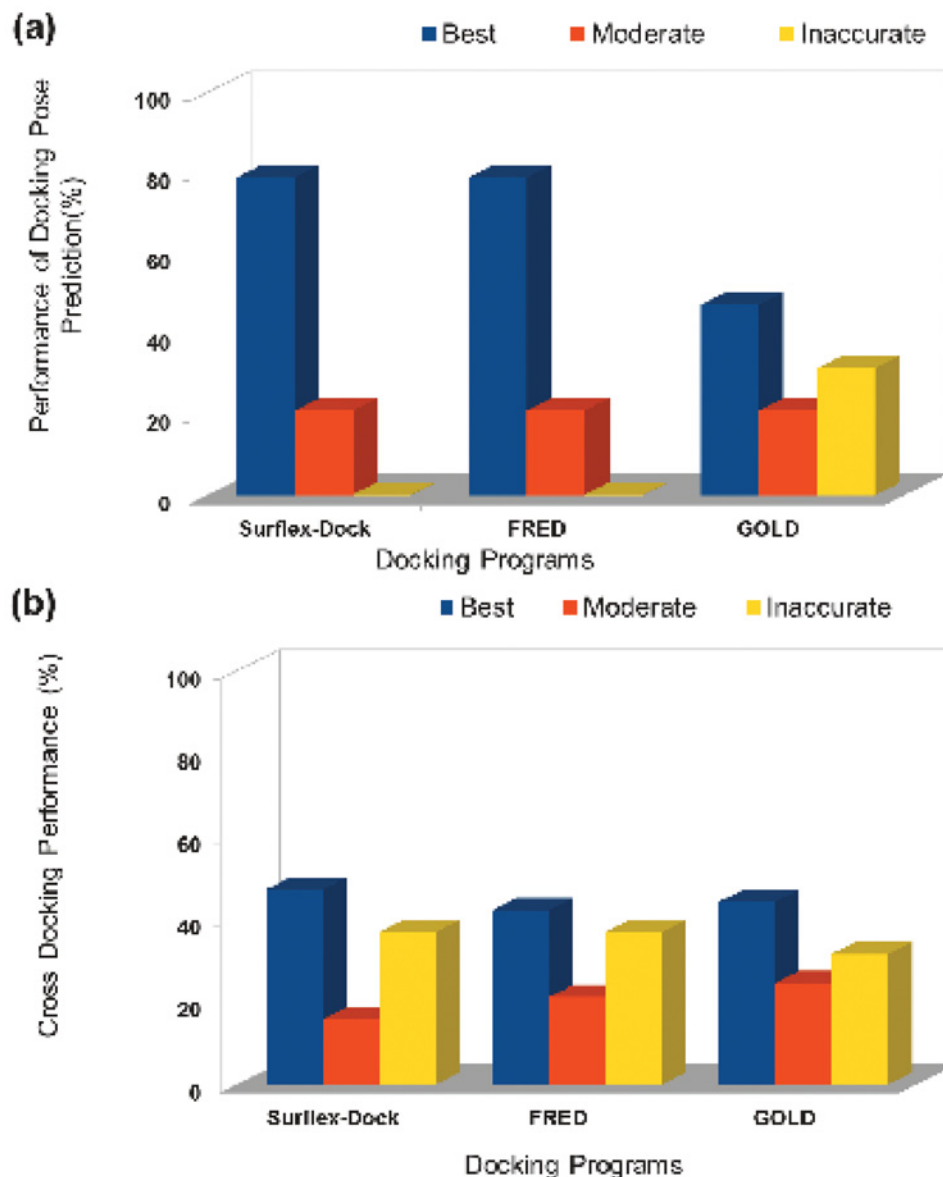 (a)
Best Moderate Inaccurate
Performance of Docking Pose
Prediction(%)
100
80
60
40
20
0
Surflex-Dock FRED GOLD
Docking Programs
(b)
Best Moderate Inaccurate
Cross Docking Performance (%)
100
80
60
40
20
0
Surflex-Dock FRED GOLD
Docking Programs